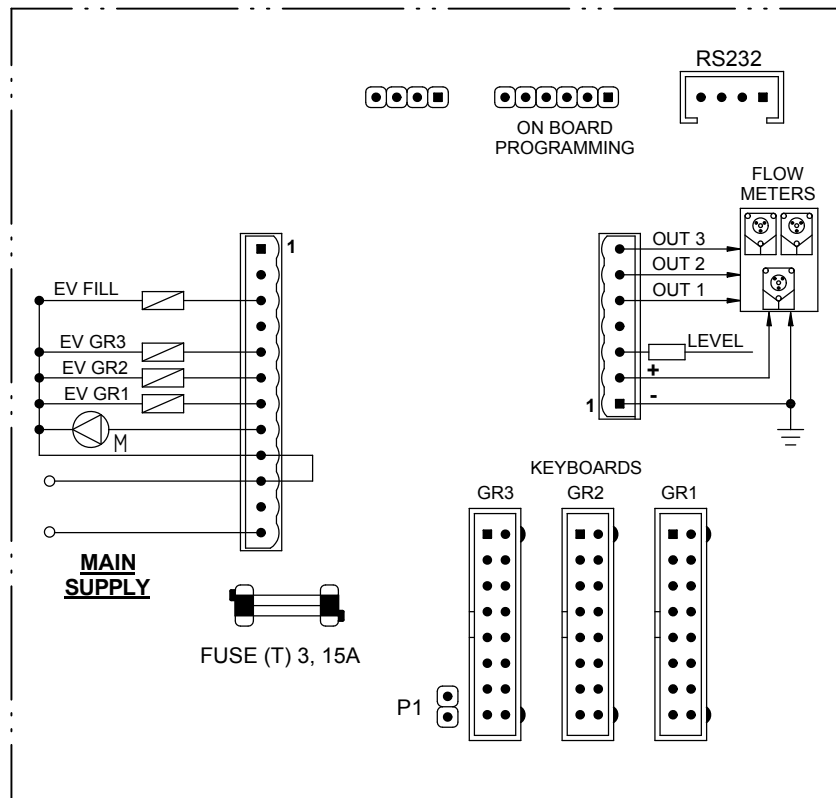 RS232
ON BOARD
PROGRAMMING
FLOW
METERS
1
OUT 3
OUT 2
OUT 1
EV FILL
LEVEL
EV GR3
EV GR2
EV GR1
+
-
1
M
KEYBOARDS
GR3 GR2 GR1
MAIN
SUPPLY
FUSE (T) 3, 15A
P1